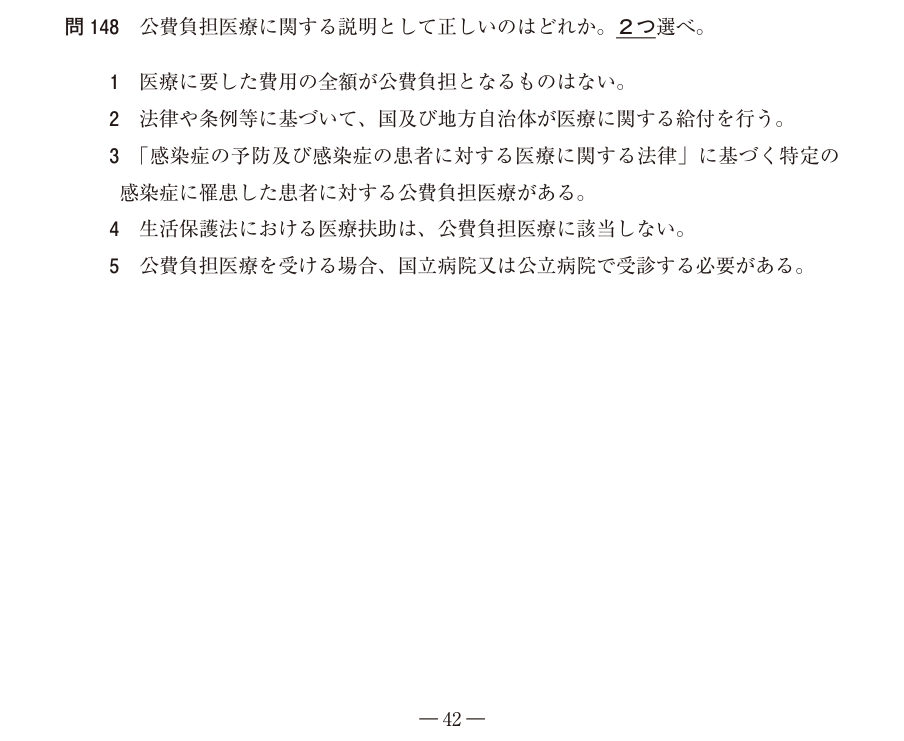 問 148　公費負担医療に関する説明として正しいのはどれか。２つ選べ。
1　医療に要した費用の全額が公費負担となるものはない。
2　法律や条例等に基づいて、国及び地方自治体が医療に関する給付を行う。
3　「感染症の予防及び感染症の患者に対する医療に関する法律」に基づく特定の
感染症に罹患した患者に対する公費負担医療がある。
4　生活保護法における医療扶助は、公費負担医療に該当しない。
5　公費負担医療を受ける場合、国立病院又は公立病院で受診する必要がある。
— 42 —